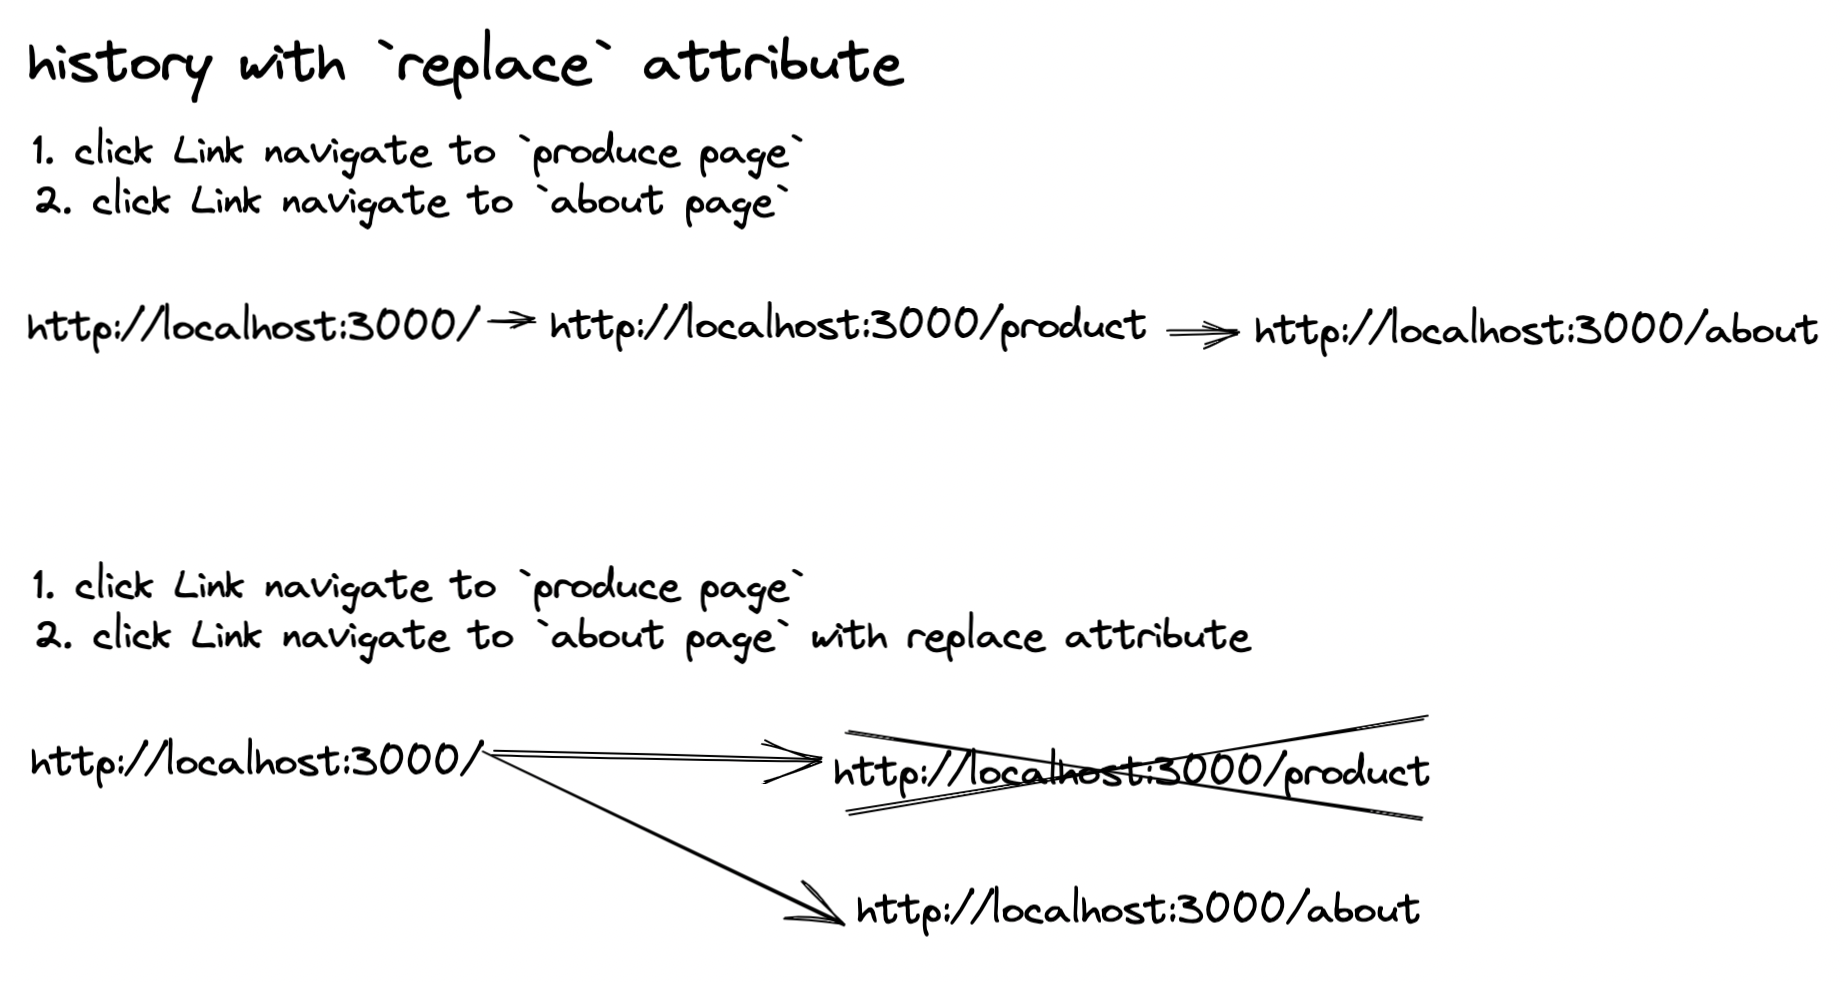 history with `replace` attribute
1. click Link navigate to `produce page`
2. click Link navigate to `about page`
http://localhost:3000/ http://localhost:3000/product http://localhost:3000/about
1. click Link navigate to `produce page`
2. click Link navigate to `about page` with replace attribute
http://localhost:3000/ http://localhost:3000/product
http://localhost:3000/about